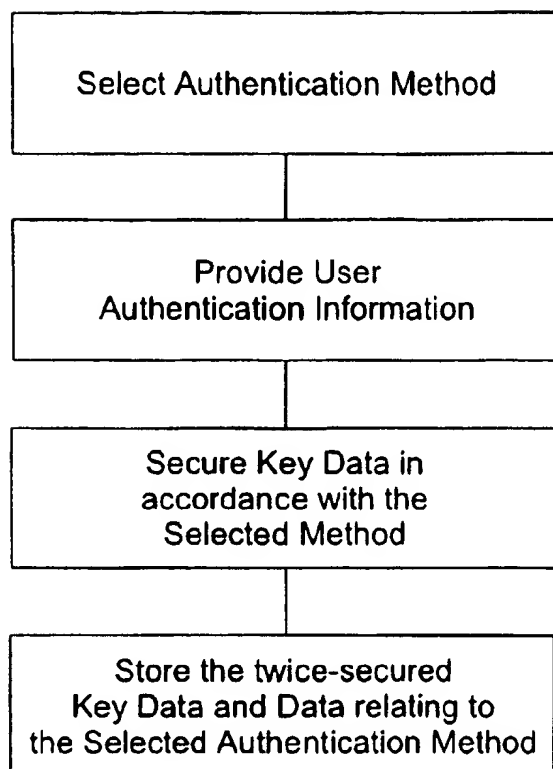 Select Authentication Method
Provide User
Authentication Information
Secure Key Data in
accordance with the
Selected Method
Store the twice-secured
Key Data and Data relating to
the Selected Authentication Method